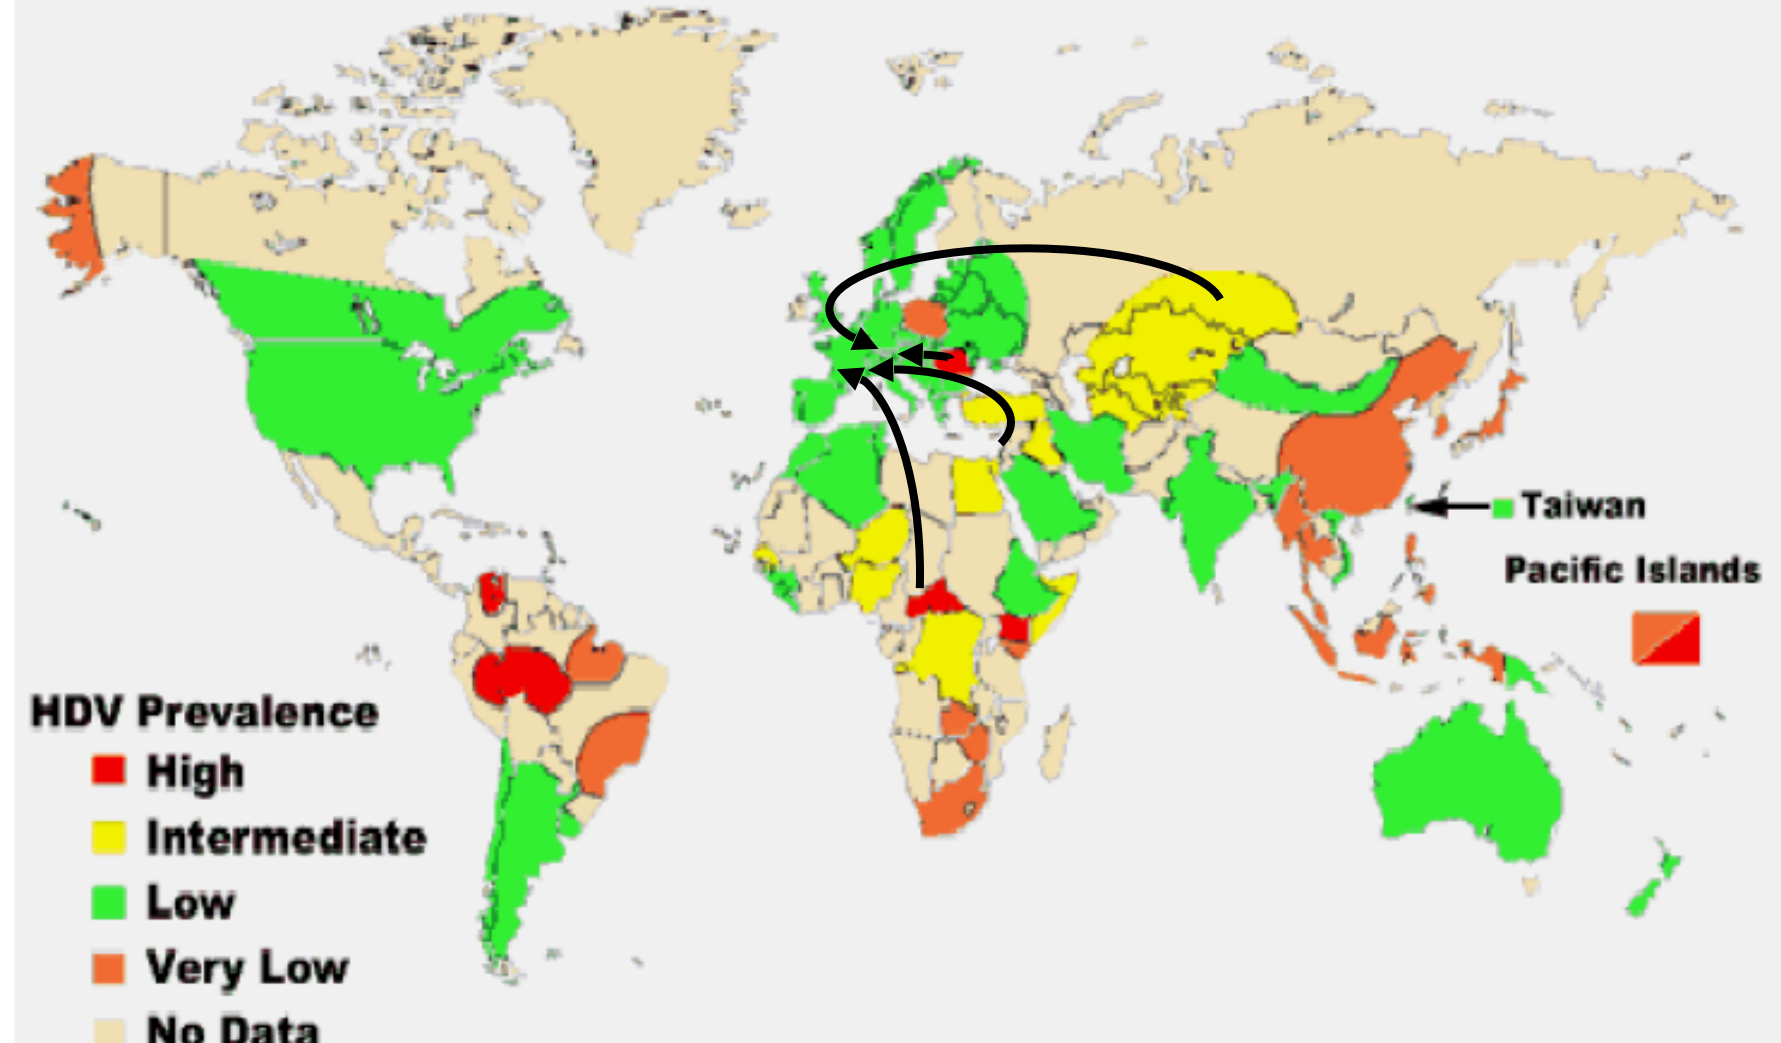 Taiwan
Pacific Islands
HDV Prevalence
High
Intermediate
Low
Very Low
No Data